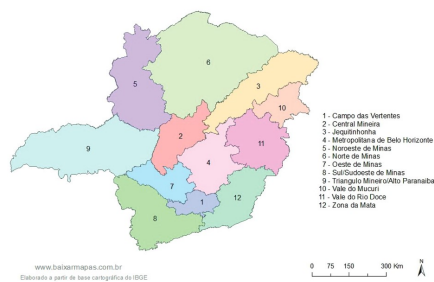 6
5
3
10
1 - Campo das Vertentes
2 - Central Mineira
3 - Jequitinhonha
4 - Metropolitana de Belo Horizonte
5 - Noroeste de Minas
6 - Norte de Minas
7 - Oeste de Minas
8 - Sul/Sudoeste de Minas
9 - Triangulo Mineiro/Alto Paranaiba
10 - Vale do Mucuri
11 - Vale do Rio Doce
12 - Zona da Mata
2
11
9
4
7
1
12
8
www.baixarmapas.com.br
Elaborado a partir de base cartográfica do IBGE.
0 75 150 300 Km
N